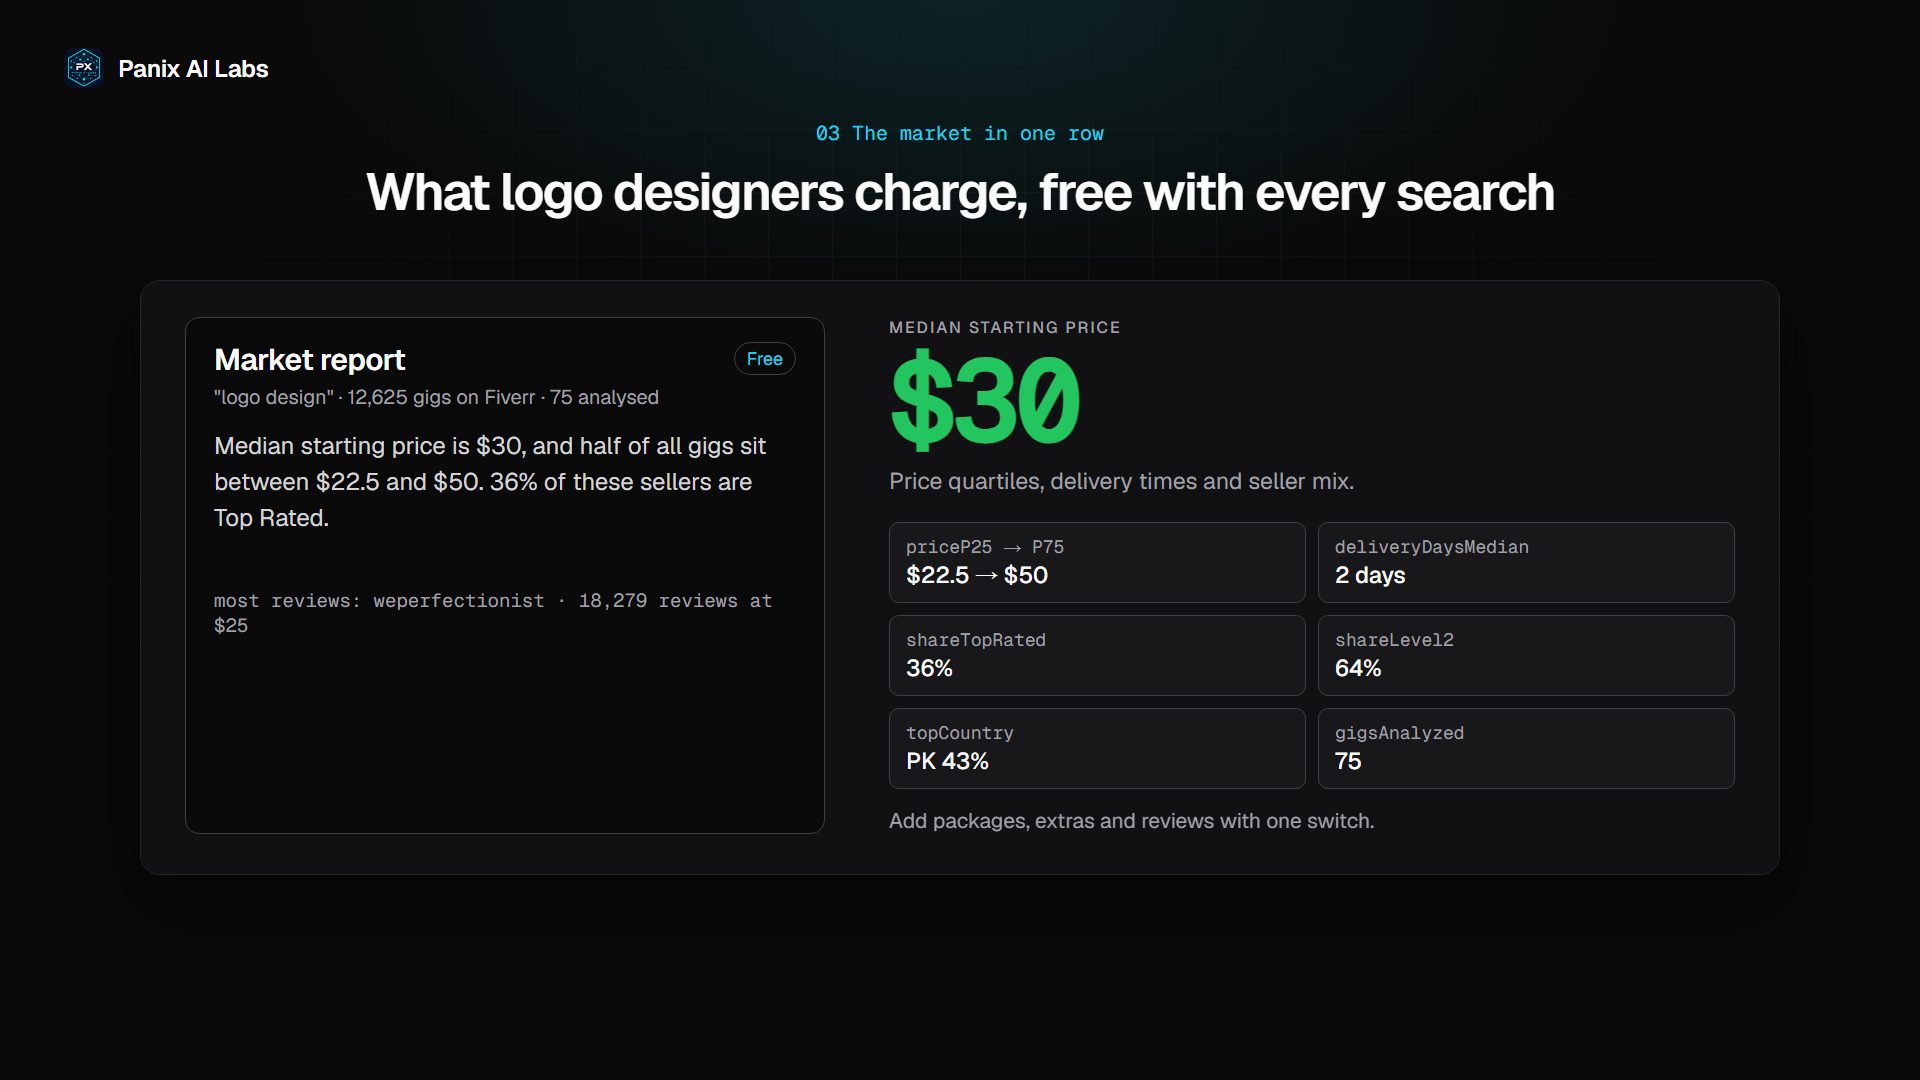 PX
Panix AI Labs
03 The market in one row
What logo designers charge, free with every search
Market report
Free
"logo design" · 12,625 gigs on Fiverr · 75 analysed
Median starting price is $30, and half of all gigs sit
between $22.5 and $50. 36% of these sellers are
Top Rated.
most reviews: weperfectionist · 18,279 reviews at
$25
MEDIAN STARTING PRICE
$30
Price quartiles, delivery times and seller mix.
priceP25 → P75
$22.5 → $50
deliveryDaysMedian
2 days
shareTopRated
36%
shareLevel2
64%
topCountry
PK 43%
gigsAnalyzed
75
Add packages, extras and reviews with one switch.